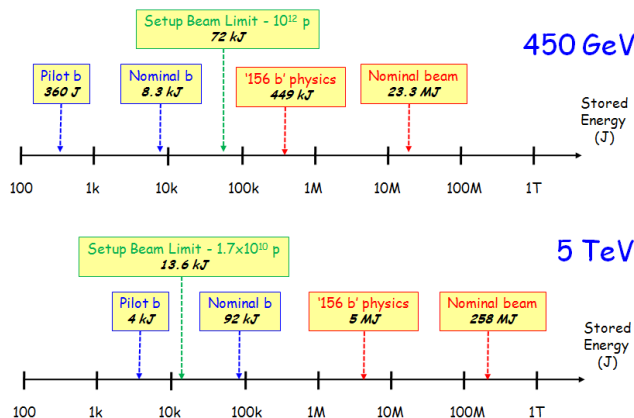 Setup Beam Limit - 10¹² p
72 kJ
450 GeV
Pilot b
360 J
Nominal b
8.3 kJ
'156 b' physics
449 kJ
Nominal beam
23.3 MJ
Stored
Energy
(J)
100 1k 10k 100k 1M 10M 100M 1T
Setup Beam Limit - 1.7x10¹⁰ p
13.6 kJ
5 TeV
Pilot b
4 kJ
Nominal b
92 kJ
'156 b' physics
5 MJ
Nominal beam
258 MJ
Stored
Energy
(J)
100 1k 10k 100k 1M 10M 100M 1T